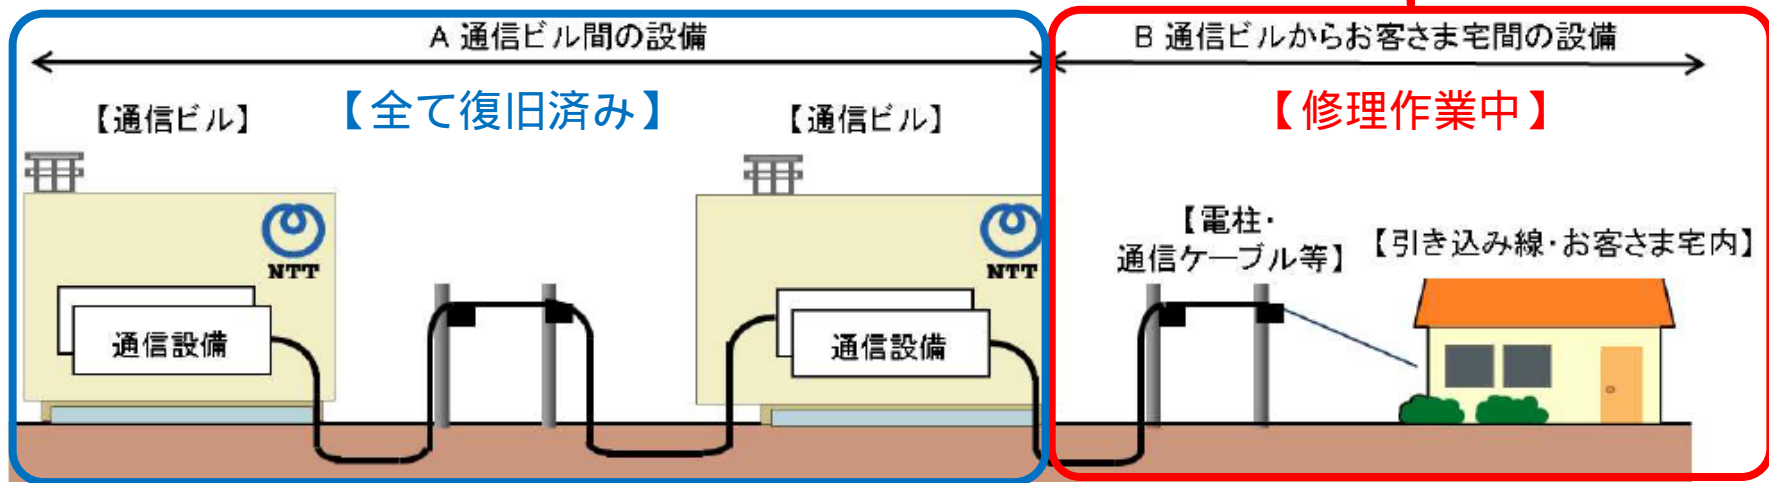 A 通信ビル間の設備
B 通信ビルからお客さま宅間の設備
【通信ビル】
【全て復旧済み】
【通信ビル】
【修理作業中】
NTT
NTT
【電柱・
通信ケーブル等】
【引き込み線・お客さま宅内】
通信設備
通信設備